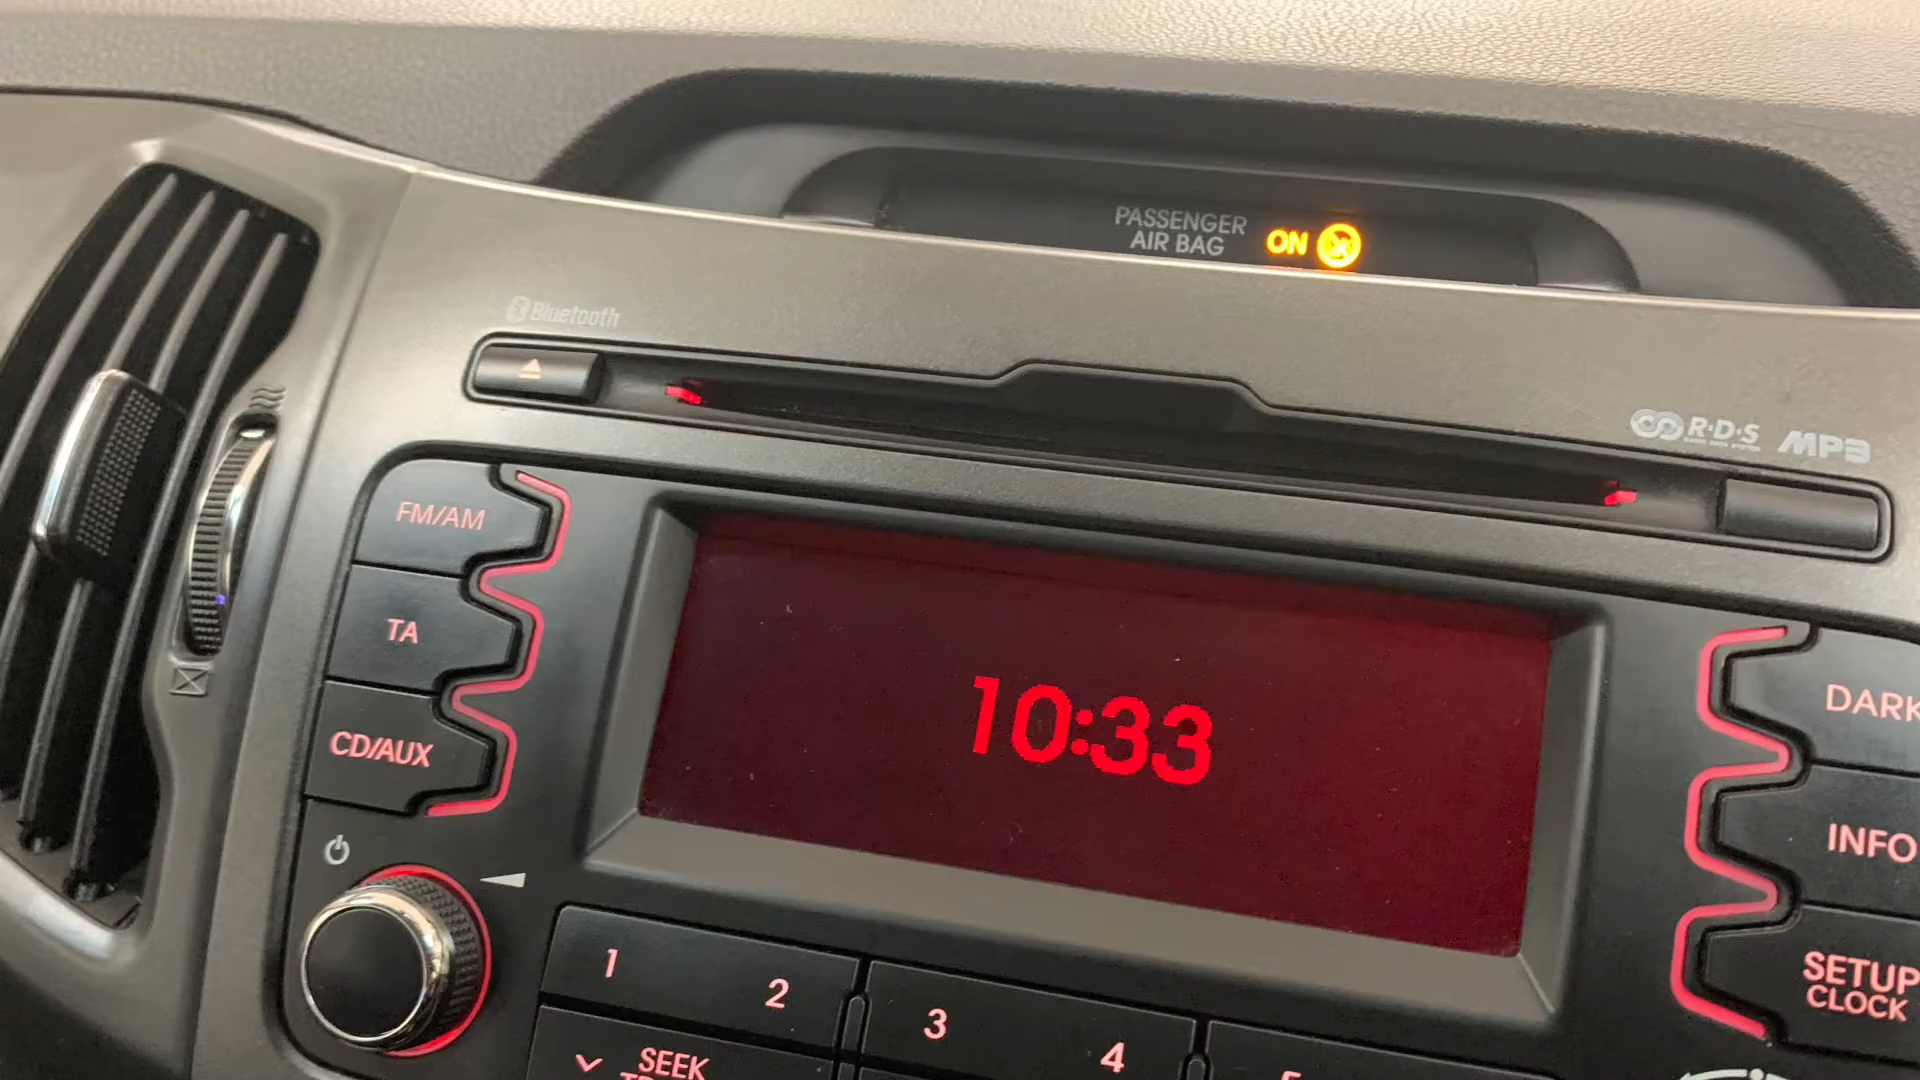 PASSENGER
AIR BAG
ON
Bluetooth
R·D·S
MP3
FM/AM
TA
CD/AUX
10:33
DARK
INFO
SETUP
CLOCK
1
2
3
4
SEEK